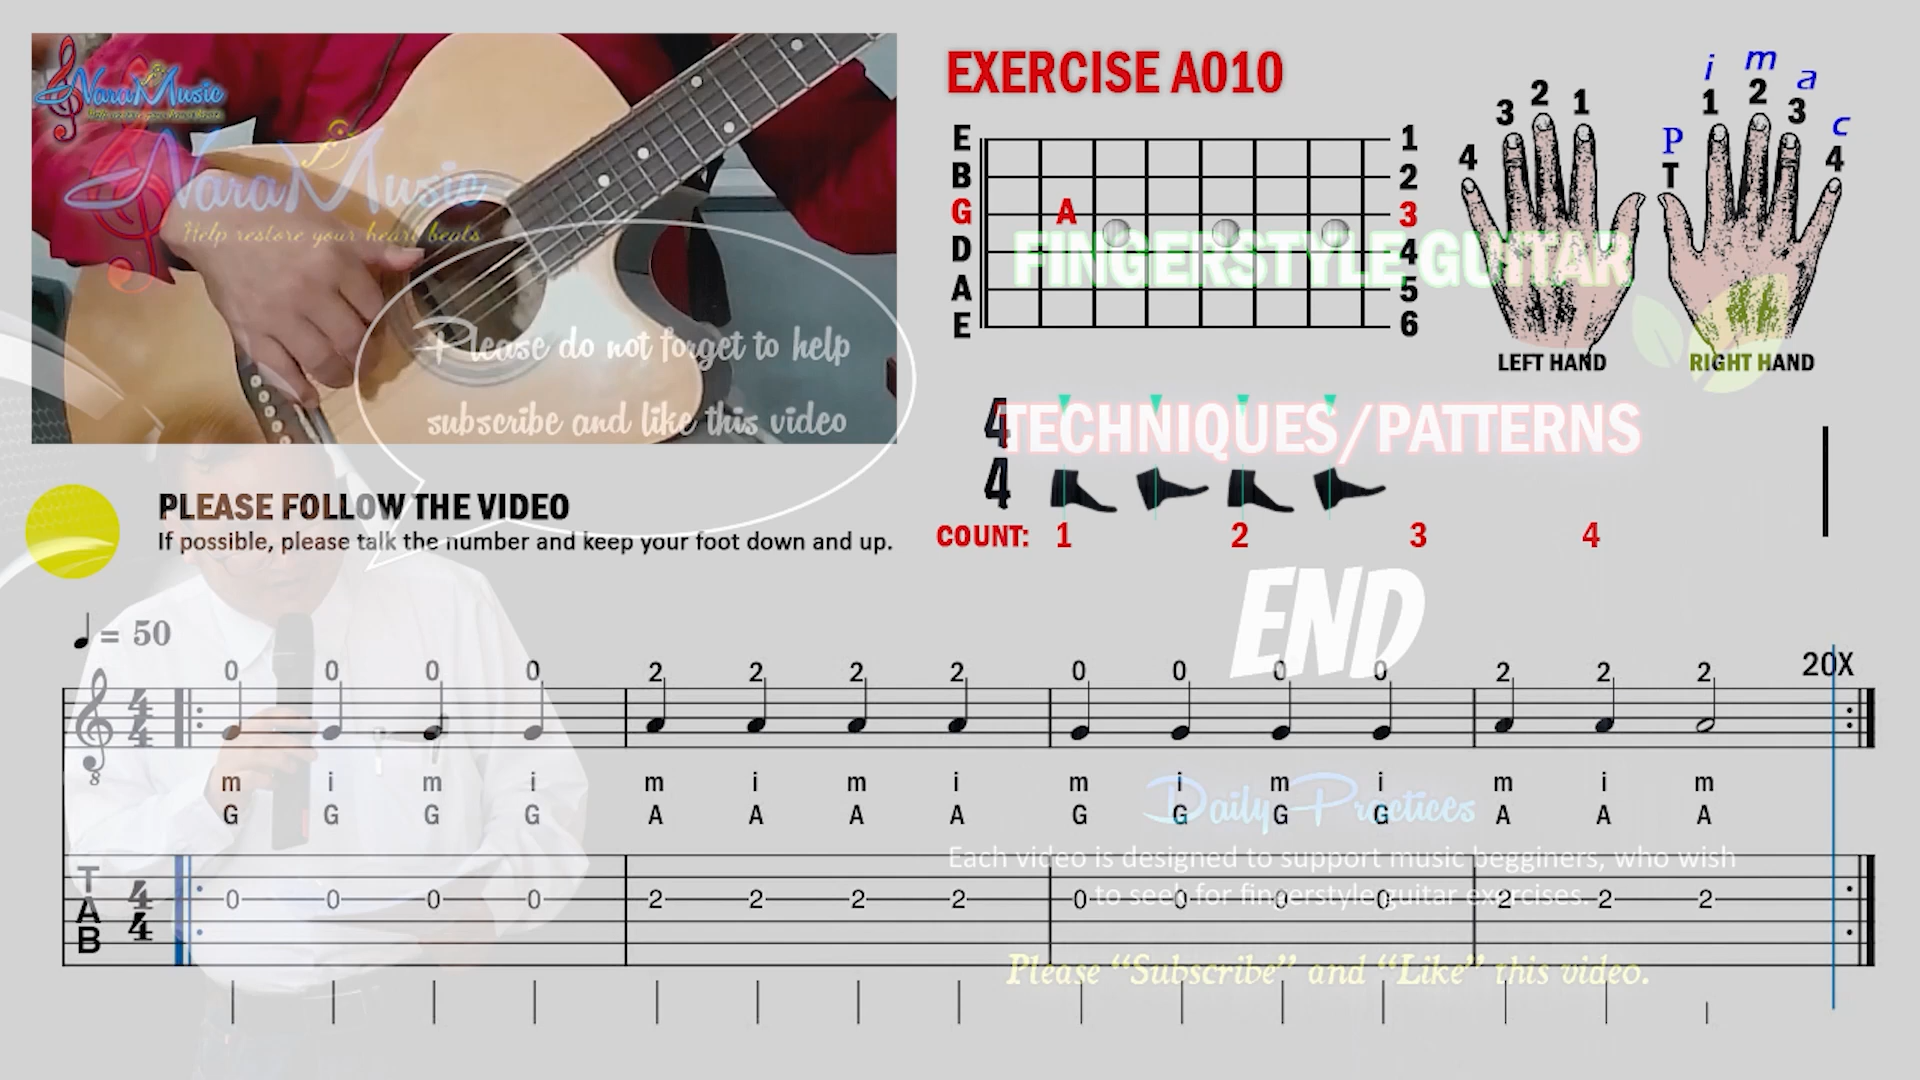 NaraMusic
NaraMusic
Help restore your heart beats
Please do not forget to help
subscribe and like this video
EXERCISE A010
E 1
B 2
G A 3
D 4
A 5
E 6
FINGERSTYLE GUITAR
i m a
3 2 1 1 2 3
P c
4 T 4
LEFT HAND RIGHT HAND
4
4
TECHNIQUES/PATTERNS
COUNT: 1 2 3 4
PLEASE FOLLOW THE VIDEO
If possible, please talk the number and keep your foot down and up.
END
= 50
0 0 0 0 2 2 2 2 0 0 0 0 2 2 2 20X
4
4
8
m i m i m i m i m i m i m i m
G G G G A A A A G G G G A A A
Daily Practices
Each video is designed to support music begginers, who wish
to seek for fingerstyle guitar exercises.
T
A
B
4
4
0 0 0 0 2 2 2 2 0 0 0 0 2 2 2
Please “Subscribe” and “Like” this video.